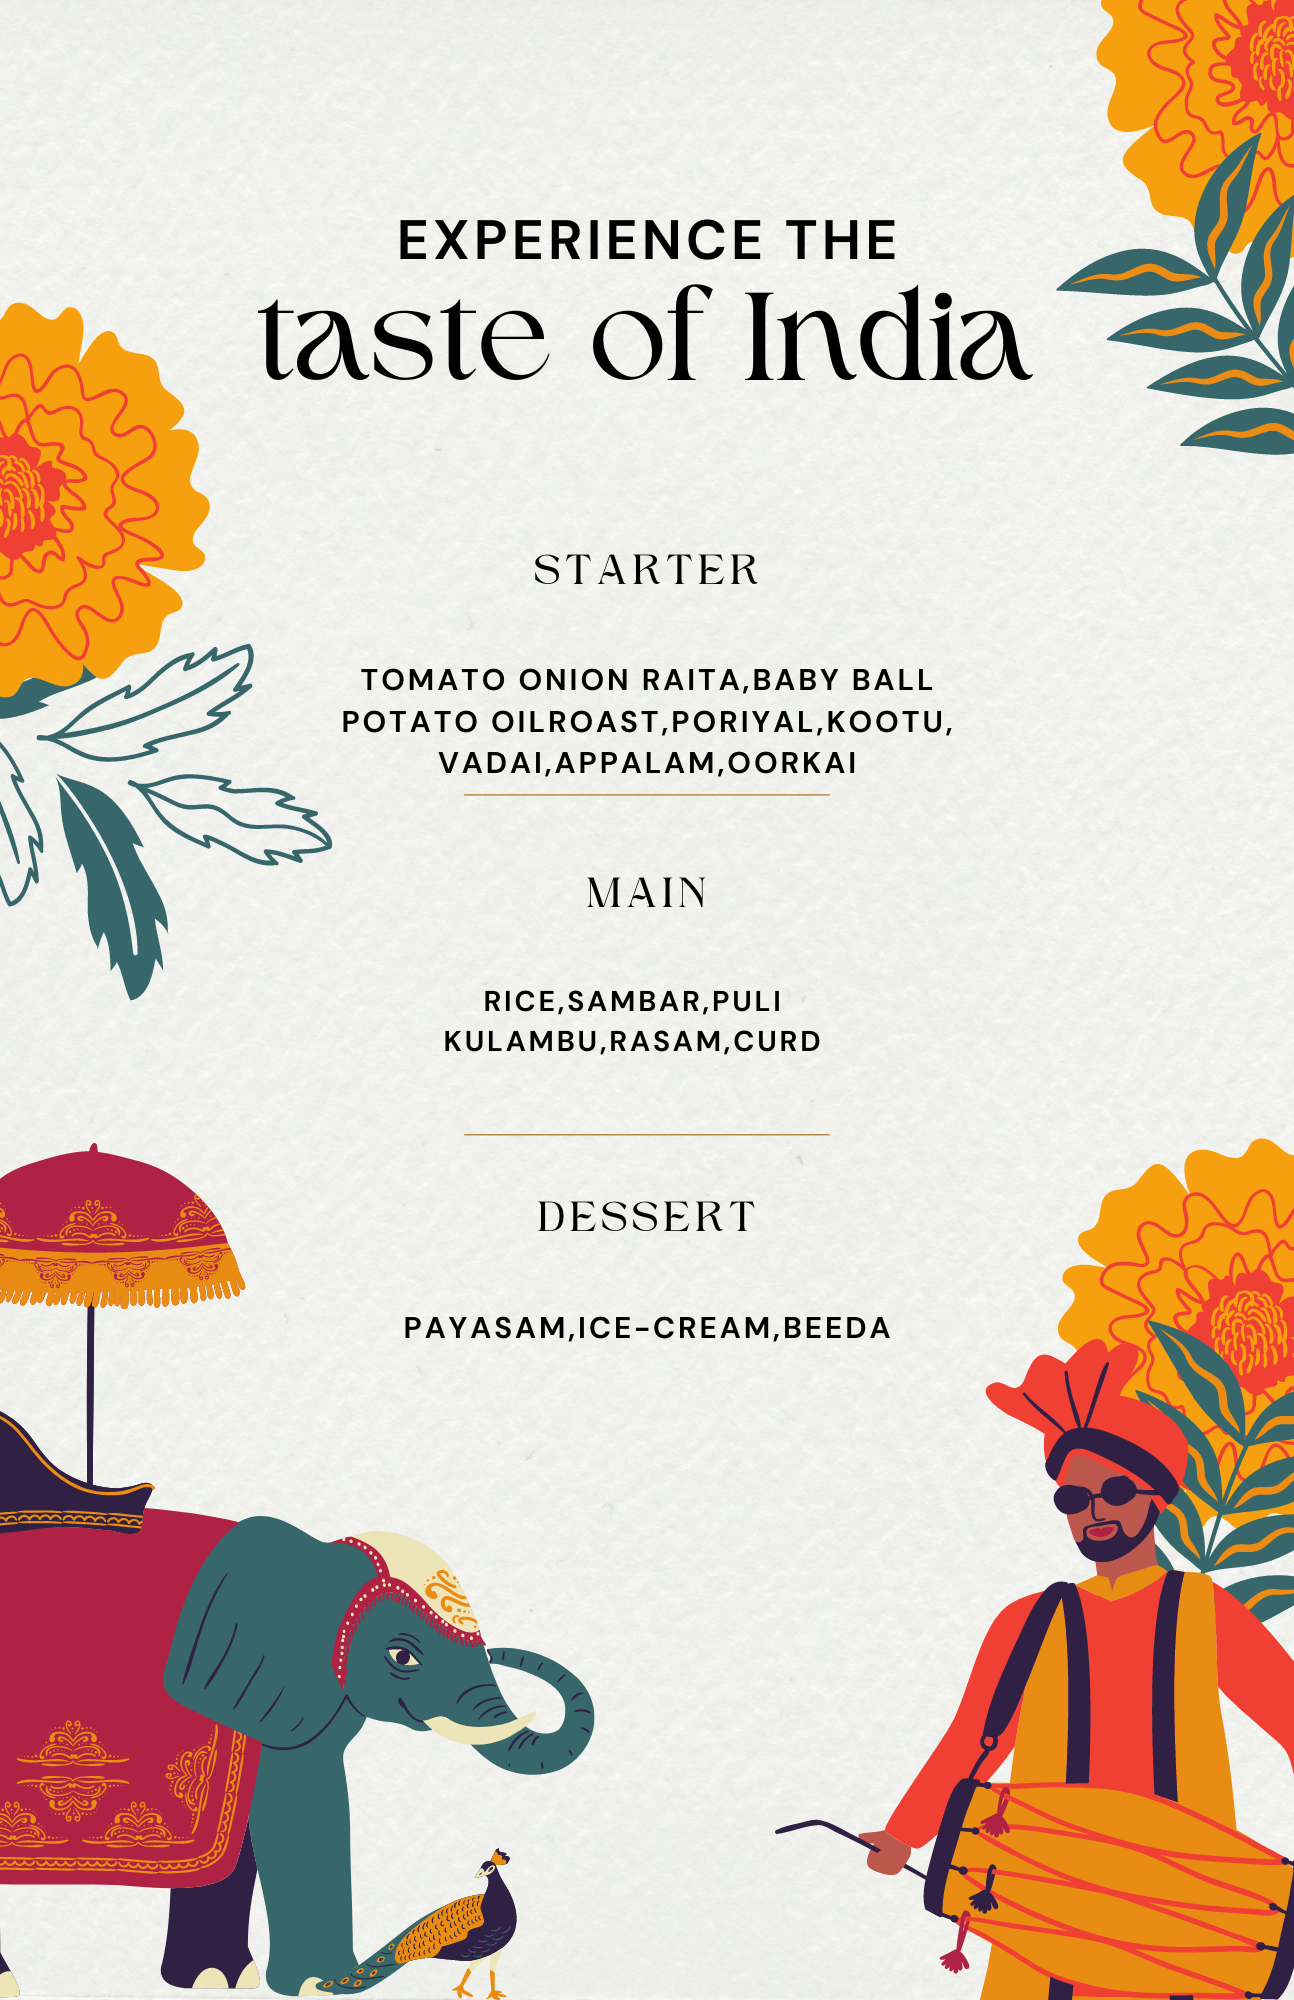 EXPERIENCE THE
taste of India
STARTER
TOMATO ONION RAITA,BABY BALL
POTATO OILROAST,PORIYAL,KOOTU,
VADAI,APPALAM,OORKAI
MAIN
RICE,SAMBAR,PULI
KULAMBU,RASAM,CURD
DESSERT
PAYASAM,ICE-CREAM,BEEDA